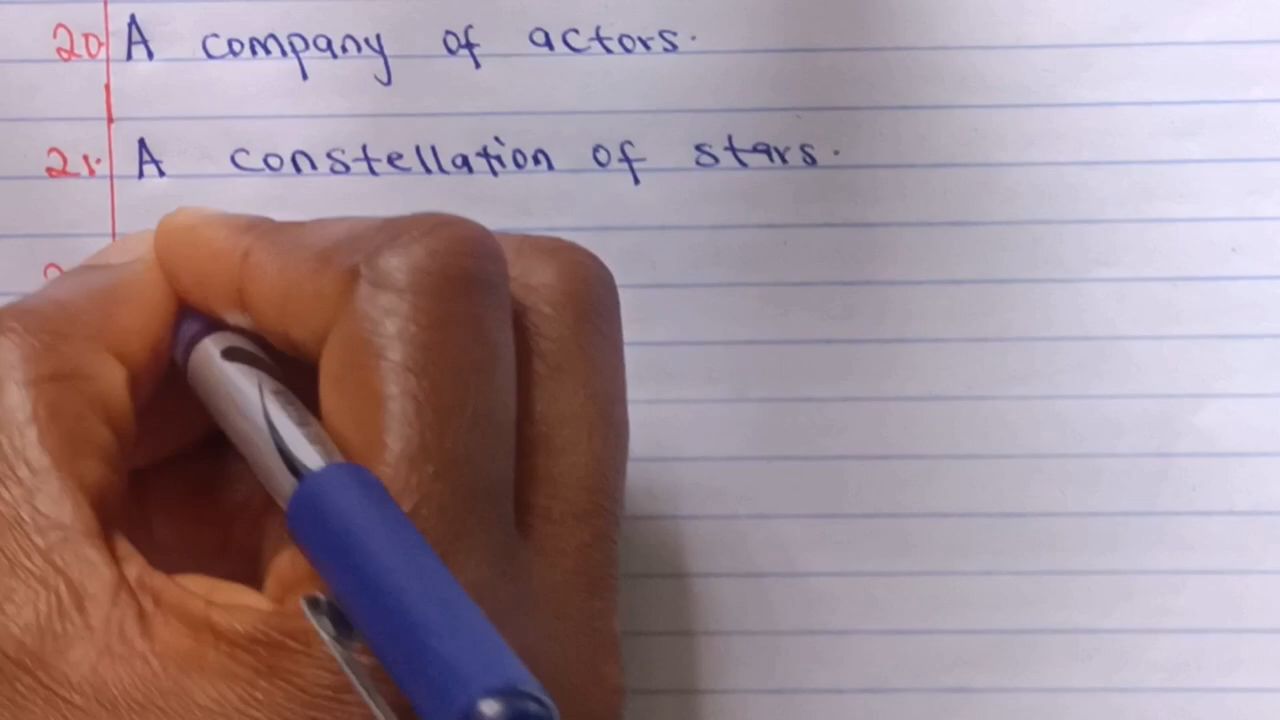 20 A company of actors.
21. A constellation of stars.